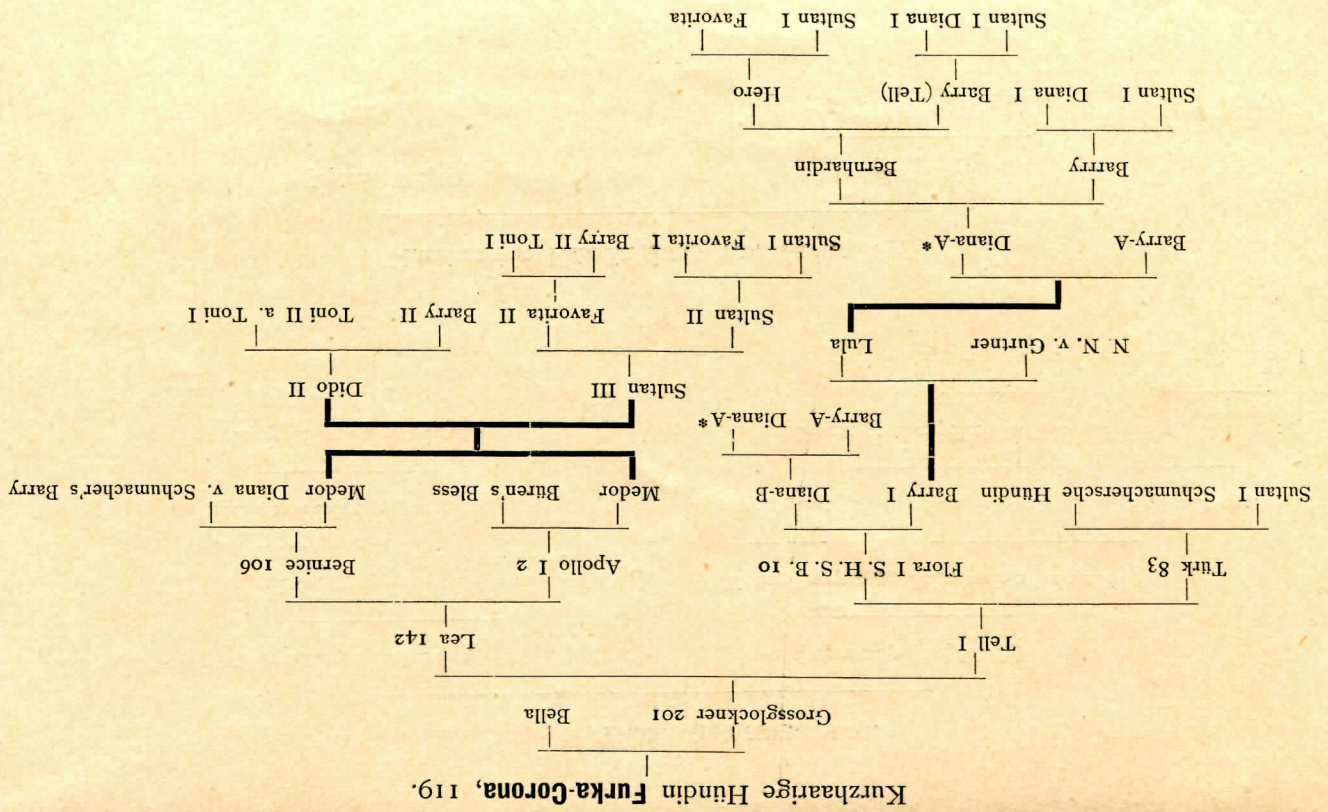 Kurzhaarige Hündin Furka-Corona, 119.
Grossglockner 201 Bella
Tell I Lea 142
Türk 83 Flora I S. H. S. B. 10 Apollo I 2 Bernice 106
Sultan I Schumachersche Hündin Barry I Diana-B Medor Büren's Bless Medor Diana v. Schumacher's Barry
Barry-A Diana-A*
Sultan III Dido II
N N. v. Gurtner Lula
Sultan II Favorita II Barry II Toni II a. Toni I
Barry-A Diana-A* Sultan I Favorita I Barry II Toni I
Barrry Bernhardin
Sultan I Diana I Barry (Tell) Hero
Sultan I Diana I Sultan I Favorita